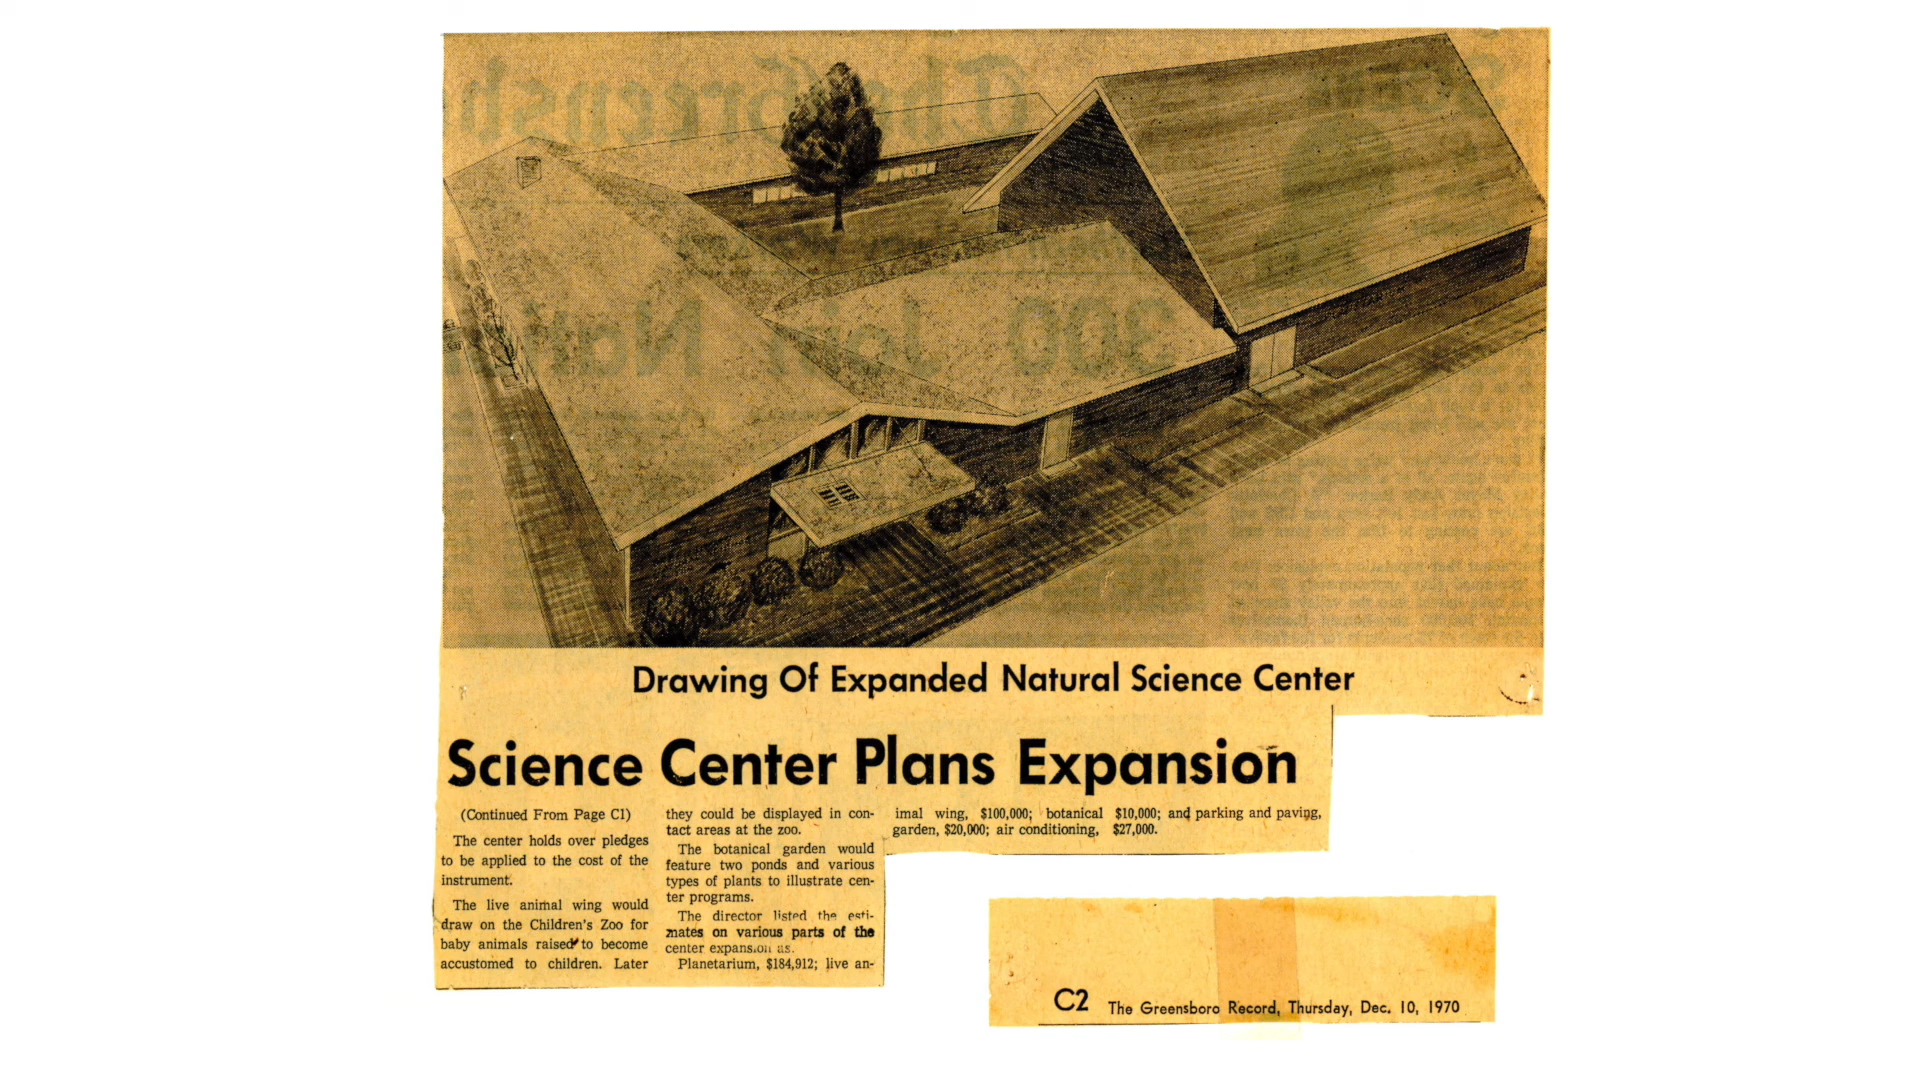 Drawing Of Expanded Natural Science Center
Science Center Plans Expansion
(Continued From Page C1)
The center holds over pledges
to be applied to the cost of the
instrument.
The live animal wing would
draw on the Children's Zoo for
baby animals raised to become
accustomed to children. Later
they could be displayed in con-
tact areas at the zoo.
The botanical garden would
feature two ponds and various
types of plants to illustrate cen-
ter programs.
The director listed the esti-
mates on various parts of the
center expansion as.
Planetarium, $184,912; live an-
imal wing, $100,000; botanical $10,000; and parking and paving,
garden, $20,000; air conditioning, $27,000.
C2 The Greensboro Record, Thursday, Dec. 10, 1970